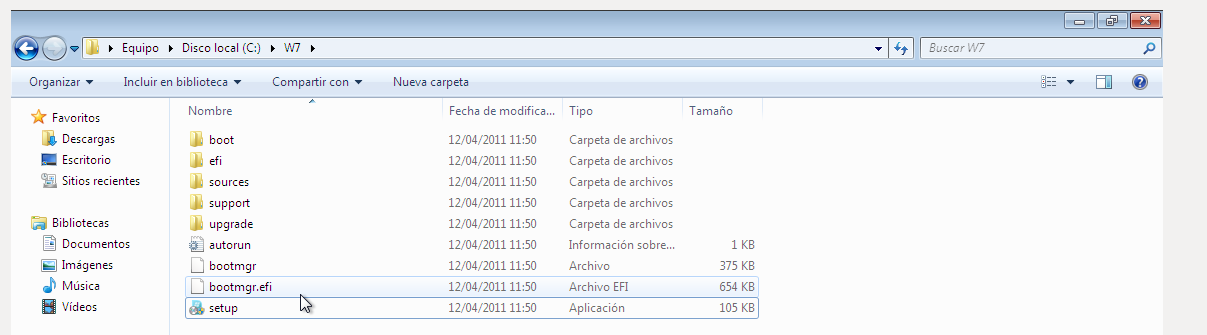 Equipo Disco local (C:) W7 Buscar W7
Organizar Incluir en biblioteca Compartir con Nueva carpeta
Favoritos
Descargas
Escritorio
Sitios recientes
Bibliotecas
Documentos
Imágenes
Música
Vídeos
Nombre Fecha de modifica... Tipo Tamaño
boot 12/04/2011 11:50 Carpeta de archivos
efi 12/04/2011 11:50 Carpeta de archivos
sources 12/04/2011 11:50 Carpeta de archivos
support 12/04/2011 11:50 Carpeta de archivos
upgrade 12/04/2011 11:50 Carpeta de archivos
autorun 12/04/2011 11:50 Información sobre... 1 KB
bootmgr 12/04/2011 11:50 Archivo 375 KB
bootmgr.efi 12/04/2011 11:50 Archivo EFI 654 KB
setup 12/04/2011 11:50 Aplicación 105 KB